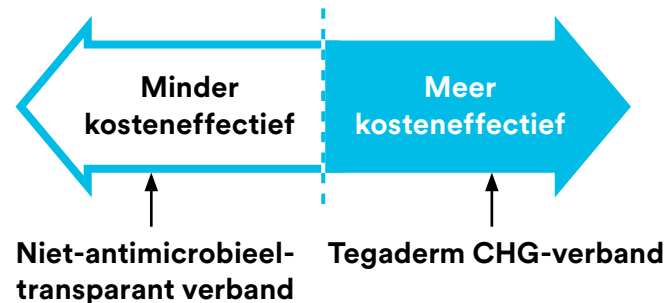 Minder
kosteneffectief
Meer
kosteneffectief
Niet-antimicrobieel-
transparant verband
Tegaderm CHG-verband